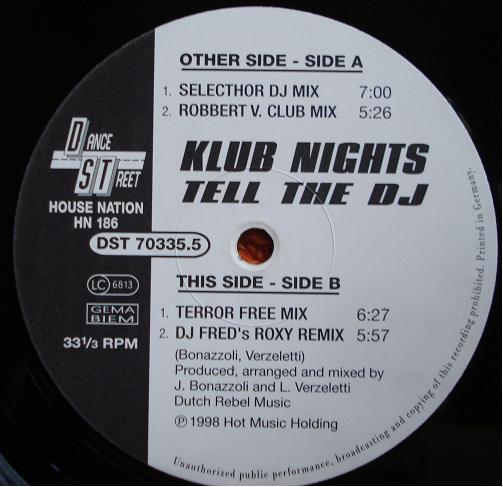 OTHER SIDE - SIDE A
1. SELECTHOR DJ MIX 7:00
2. ROBBERT V. CLUB MIX 5:26
KLUB NIGHTS
TELL THE DJ
DANCE
STREET
HOUSE NATION
HN 186
DST 70335.5
THIS SIDE - SIDE B
LC 6813
GEMA
BIEM
33 1/3 RPM
1. TERROR FREE MIX 6:27
2. DJ FRED's ROXY REMIX 5:57
(Bonazzoli, Verzeletti)
Produced, arranged and mixed by
J. Bonazzoli and L. Verzeletti
Dutch Rebel Music
℗ 1998 Hot Music Holding
Unauthorized public performance, broadcasting and copying of this recording prohibited. Printed in Germany.